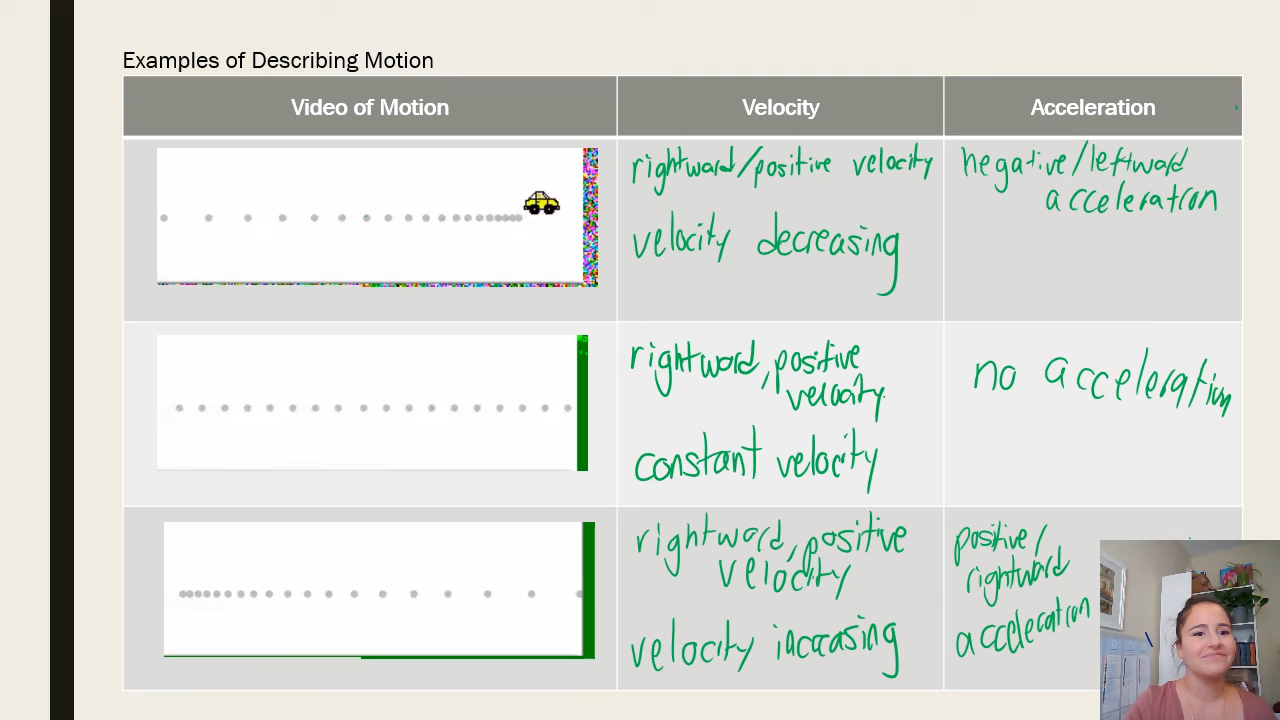 Examples of Describing Motion
Video of Motion Velocity Acceleration
rightward/positive velocity
velocity decreasing
negative/leftward
acceleration
rightward, positive
velocity
constant velocity
no acceleration
rightward, positive
velocity
velocity increasing
positive/
rightward
acceleration